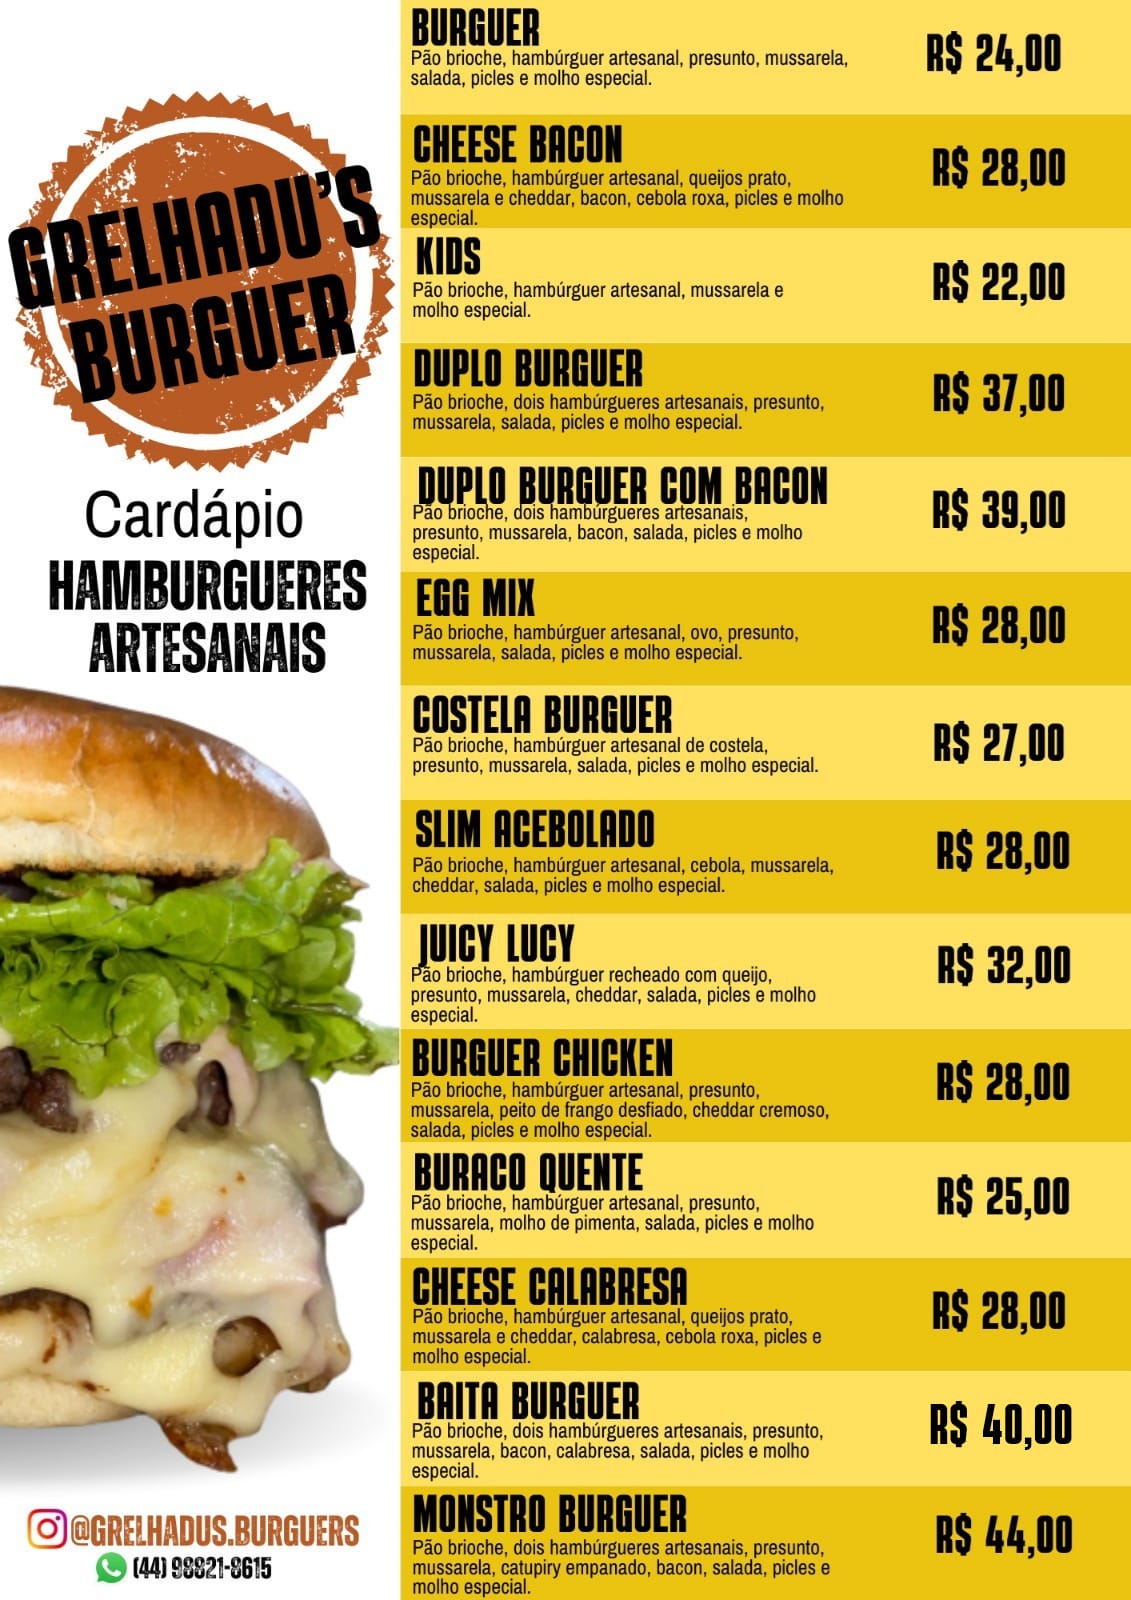 GRELHADU'S
BURGUER
Cardápio
HAMBURGUERES
ARTESANAIS
@GRELHADUS.BURGUERS
(44) 98821-8615
BURGUER
Pão brioche, hambúrguer artesanal, presunto, mussarela,
salada, picles e molho especial.
R$ 24,00
CHEESE BACON
Pão brioche, hambúrguer artesanal, queijos prato,
mussarela e cheddar, bacon, cebola roxa, picles e molho
especial.
R$ 28,00
KIDS
Pão brioche, hambúrguer artesanal, mussarela e
molho especial.
R$ 22,00
DUPLO BURGUER
Pão brioche, dois hambúrgueres artesanais, presunto,
mussarela, salada, picles e molho especial.
R$ 37,00
DUPLO BURGUER COM BACON
Pão brioche, dois hambúrgueres artesanais,
presunto, mussarela, bacon, salada, picles e molho
especial.
R$ 39,00
EGG MIX
Pão brioche, hambúrguer artesanal, ovo, presunto,
mussarela, salada, picles e molho especial.
R$ 28,00
COSTELA BURGUER
Pão brioche, hambúrguer artesanal de costela,
presunto, mussarela, salada, picles e molho especial.
R$ 27,00
SLIM ACEBOLADO
Pão brioche, hambúrguer artesanal, cebola, mussarela,
cheddar, salada, picles e molho especial.
R$ 28,00
JUICY LUCY
Pão brioche, hambúrguer recheado com queijo,
presunto, mussarela, cheddar, salada, picles e molho
especial.
R$ 32,00
BURGUER CHICKEN
Pão brioche, hambúrguer artesanal, presunto,
mussarela, peito de frango desfiado, cheddar cremoso,
salada, picles e molho especial.
R$ 28,00
BURACO QUENTE
Pão brioche, hambúrguer artesanal, presunto,
mussarela, molho de pimenta, salada, picles e molho
especial.
R$ 25,00
CHEESE CALABRESA
Pão brioche, hambúrguer artesanal, queijos prato,
mussarela e cheddar, calabresa, cebola roxa, picles e
molho especial.
R$ 28,00
BAITA BURGUER
Pão brioche, dois hambúrgueres artesanais, presunto,
mussarela, bacon, calabresa, salada, picles e molho
especial.
R$ 40,00
MONSTRO BURGUER
Pão brioche, dois hambúrgueres artesanais, presunto,
mussarela, catupiry empanado, bacon, salada, picles e
molho especial.
R$ 44,00